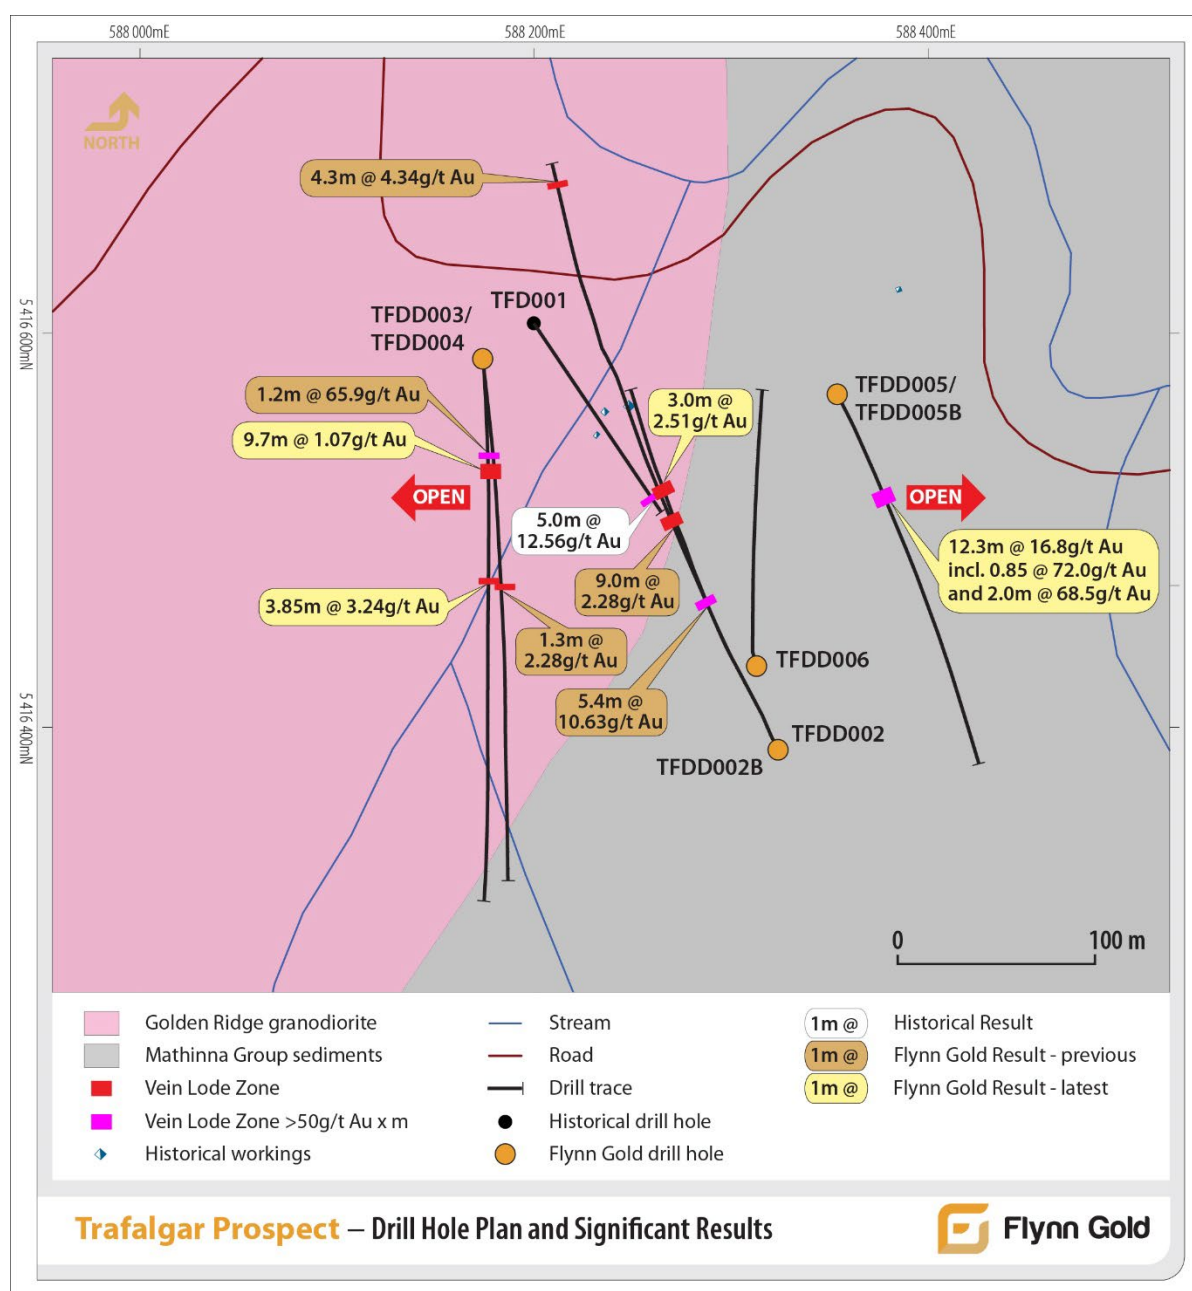 588 000mE
588 200mE
588 400mE
NORTH
4.3m @ 4.34g/t Au
5 416 600mN
TFDD003/
TFDD004
TFD001
1.2m @ 65.9g/t Au
9.7m @ 1.07g/t Au
3.0m @
2.51g/t Au
TFDD005/
TFDD005B
OPEN
OPEN
5.0m @
12.56g/t Au
12.3m @ 16.8g/t Au
incl. 0.85 @ 72.0g/t Au
and 2.0m @ 68.5g/t Au
9.0m @
2.28g/t Au
3.85m @ 3.24g/t Au
1.3m @
2.28g/t Au
TFDD006
5.4m @
10.63g/t Au
5 416 400mN
TFDD002
TFDD002B
0
100 m
Golden Ridge granodiorite
Mathinna Group sediments
Vein Lode Zone
Vein Lode Zone >50g/t Au x m
Historical workings
Stream
Road
Drill trace
Historical drill hole
Flynn Gold drill hole
1m @
Historical Result
1m @
Flynn Gold Result - previous
1m @
Flynn Gold Result - latest
Trafalgar Prospect – Drill Hole Plan and Significant Results
Flynn Gold